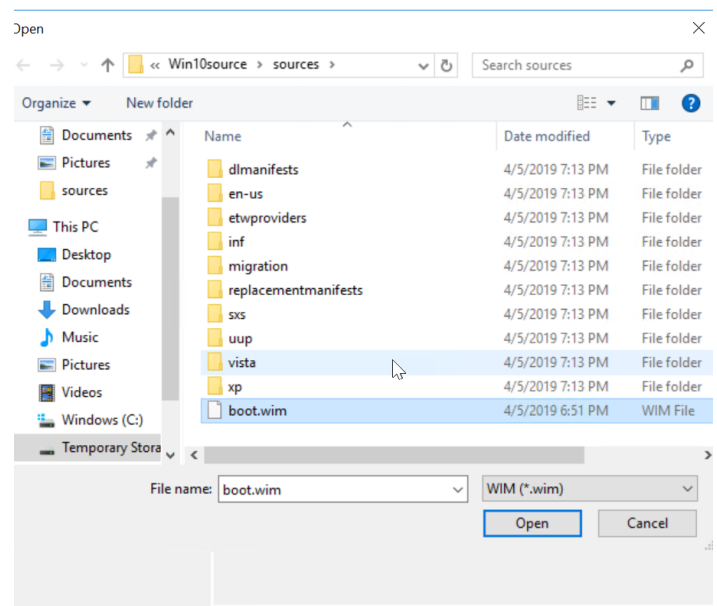 Open
« Win10source > sources >
Search sources
Organize
New folder
Documents
Pictures
sources
This PC
Desktop
Documents
Downloads
Music
Pictures
Videos
Windows (C:)
Temporary Stora
Name Date modified Type
dlmanifests 4/5/2019 7:13 PM File folder
en-us 4/5/2019 7:13 PM File folder
etwproviders 4/5/2019 7:13 PM File folder
inf 4/5/2019 7:13 PM File folder
migration 4/5/2019 7:13 PM File folder
replacementmanifests 4/5/2019 7:13 PM File folder
sxs 4/5/2019 7:13 PM File folder
uup 4/5/2019 7:13 PM File folder
vista 4/5/2019 7:13 PM File folder
xp 4/5/2019 7:13 PM File folder
boot.wim 4/5/2019 6:51 PM WIM File
File name: boot.wim
WIM (*.wim)
Open
Cancel